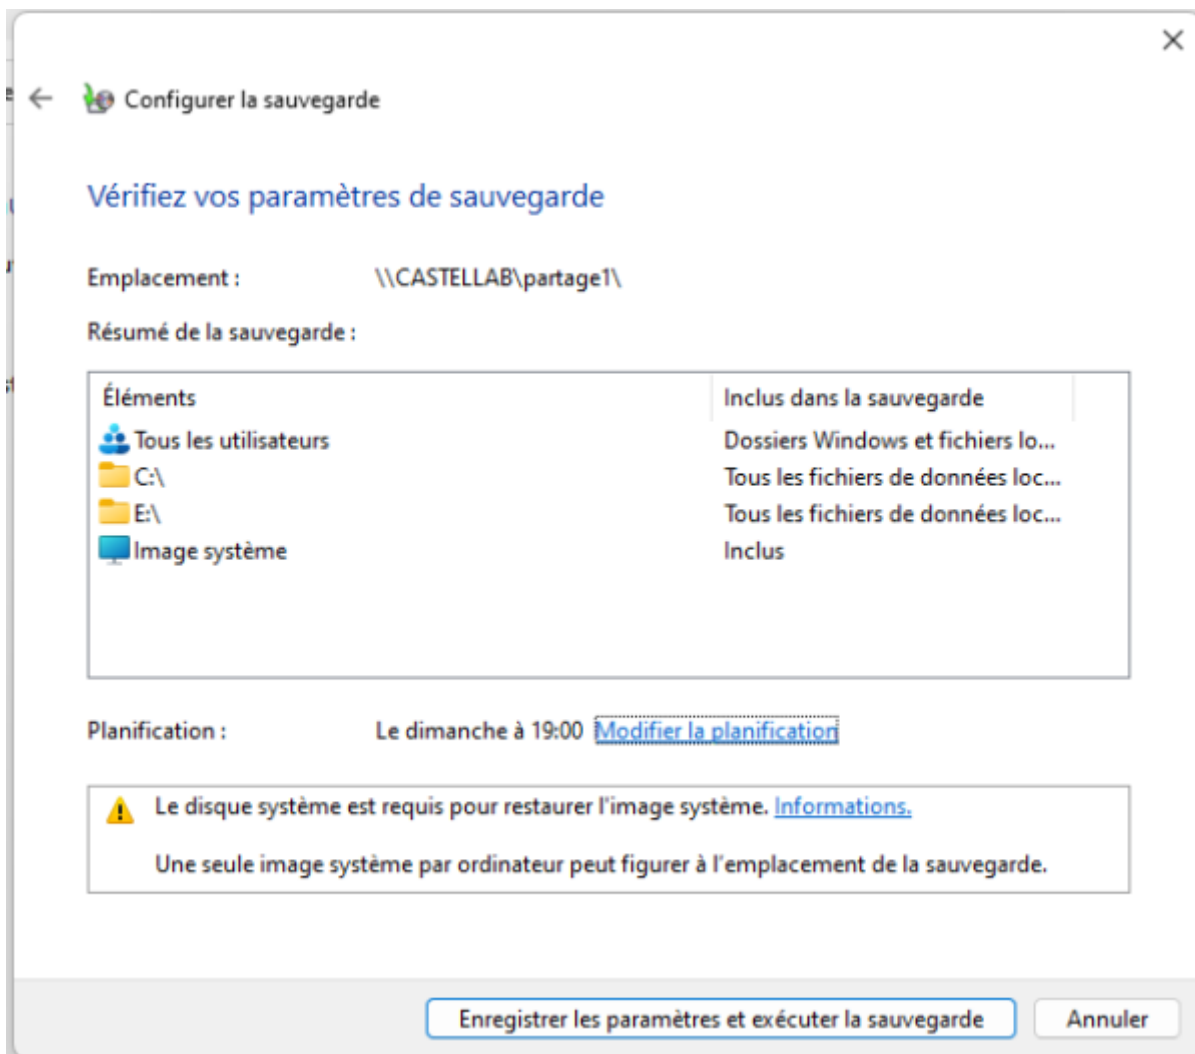 Configurer la sauvegarde
Vérifiez vos paramètres de sauvegarde
Emplacement : \\CASTELLAB\partage1\
Résumé de la sauvegarde :
Éléments Inclus dans la sauvegarde
Tous les utilisateurs Dossiers Windows et fichiers lo...
C:\ Tous les fichiers de données loc...
E:\ Tous les fichiers de données loc...
Image système Inclus
Planification : Le dimanche à 19:00 Modifier la planification
Le disque système est requis pour restaurer l'image système. Informations.
Une seule image système par ordinateur peut figurer à l'emplacement de la sauvegarde.
Enregistrer les paramètres et exécuter la sauvegarde Annuler